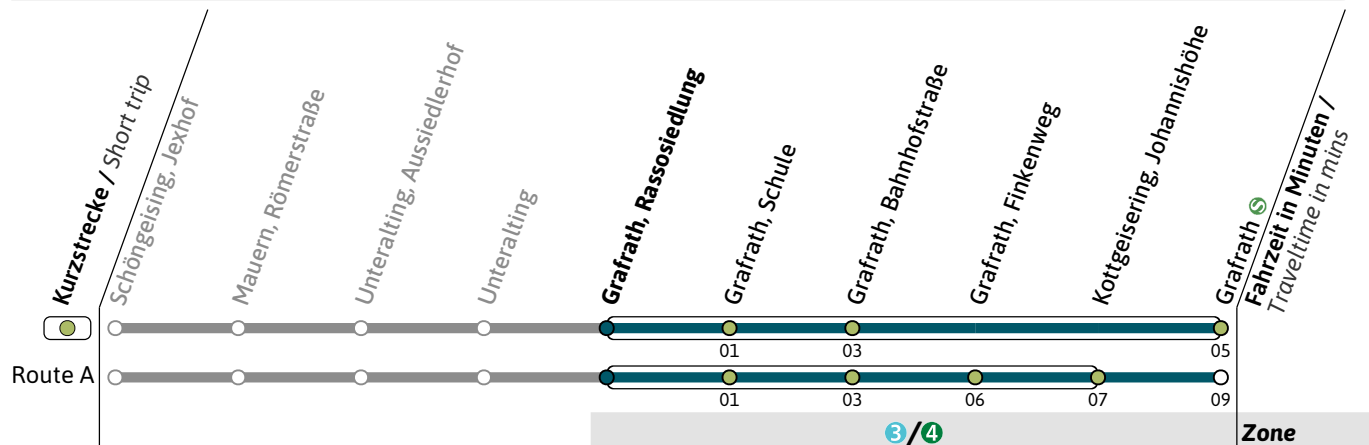 Kurzstrecke / Short trip
Schöngeising, Jexhof
Mauern, Römerstraße
Unteralting, Aussiedlerhof
Unteralting
Grafrath, Rassosiedlung
Grafrath, Schule
Grafrath, Bahnhofstraße
Grafrath, Finkenweg
Kottgeisering, Johannishöhe
Grafrath S
Fahrzeit in Minuten /
Traveltime in mins
01 03 05
Route A
01 03 06 07 09
3/4 Zone